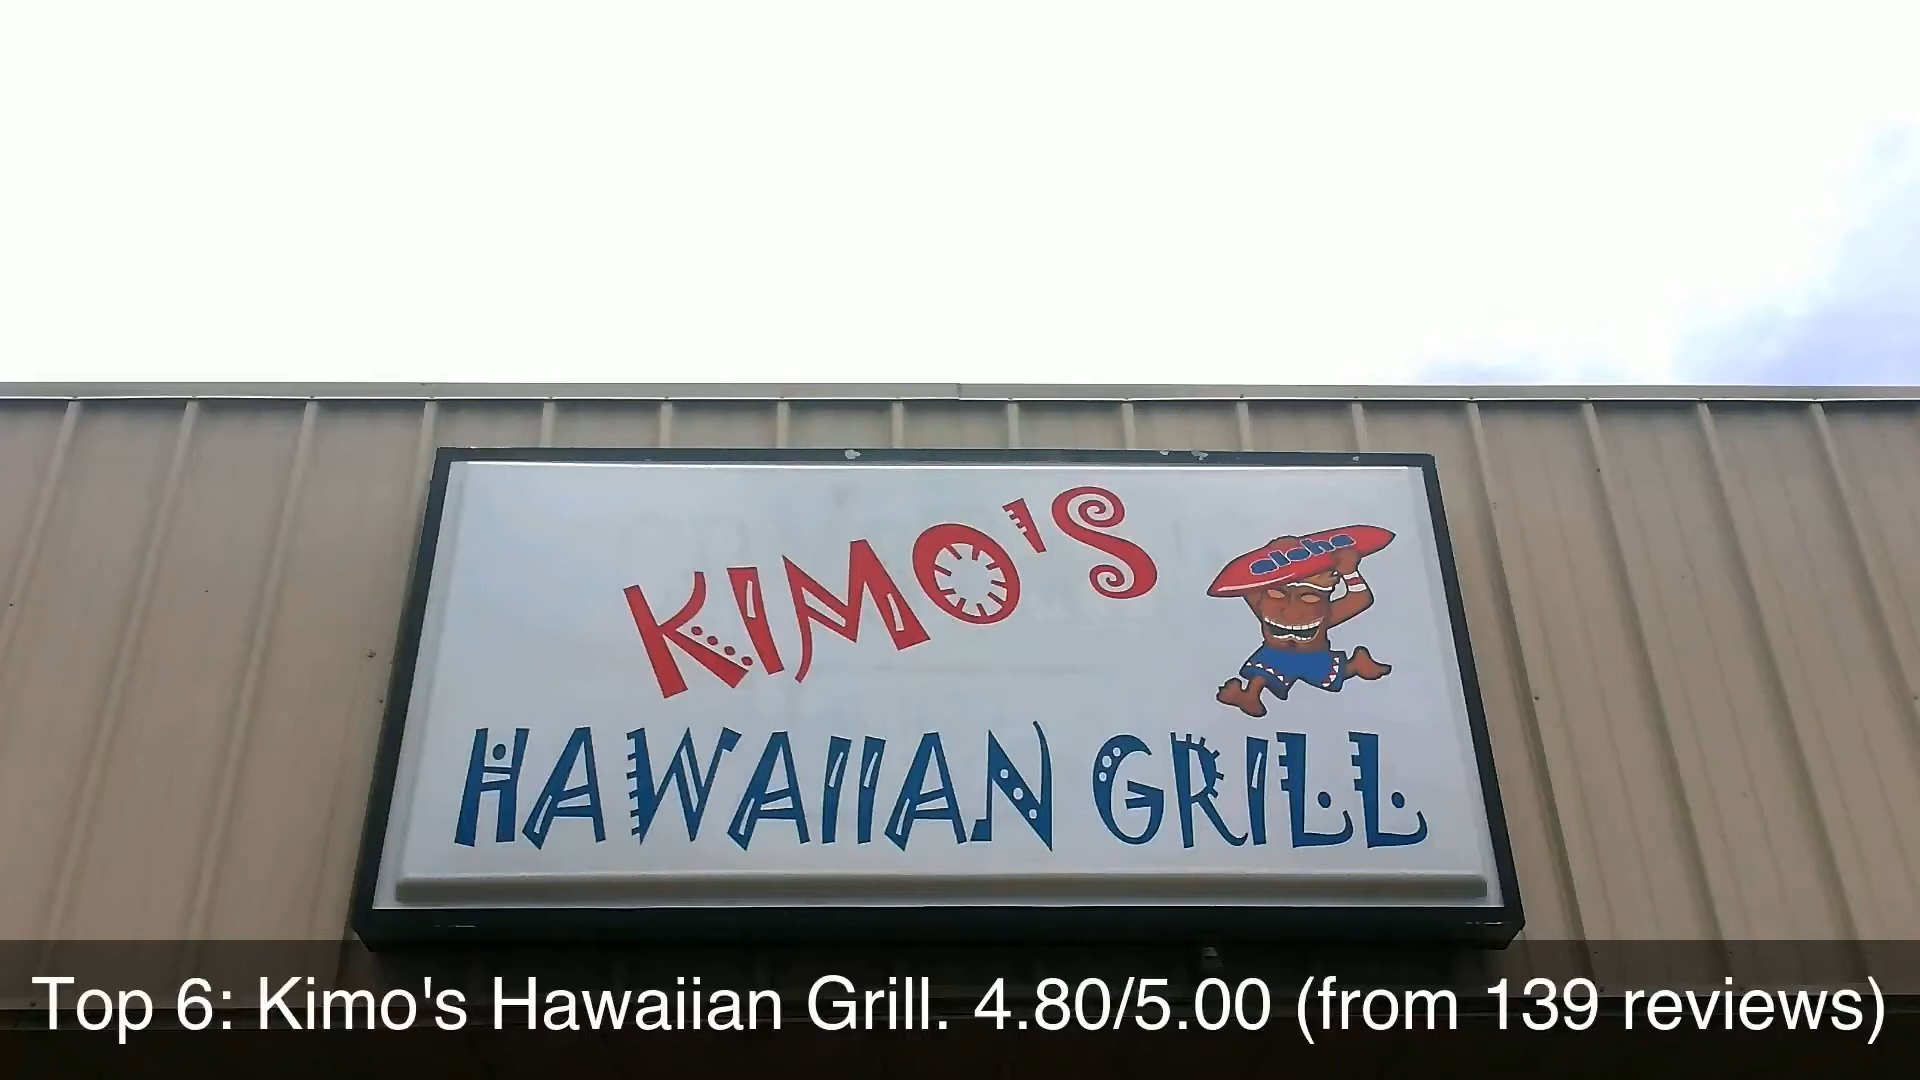 KIMO'S
aloha
HAWAIIAN GRILL
Top 6: Kimo's Hawaiian Grill. 4.80/5.00 (from 139 reviews)